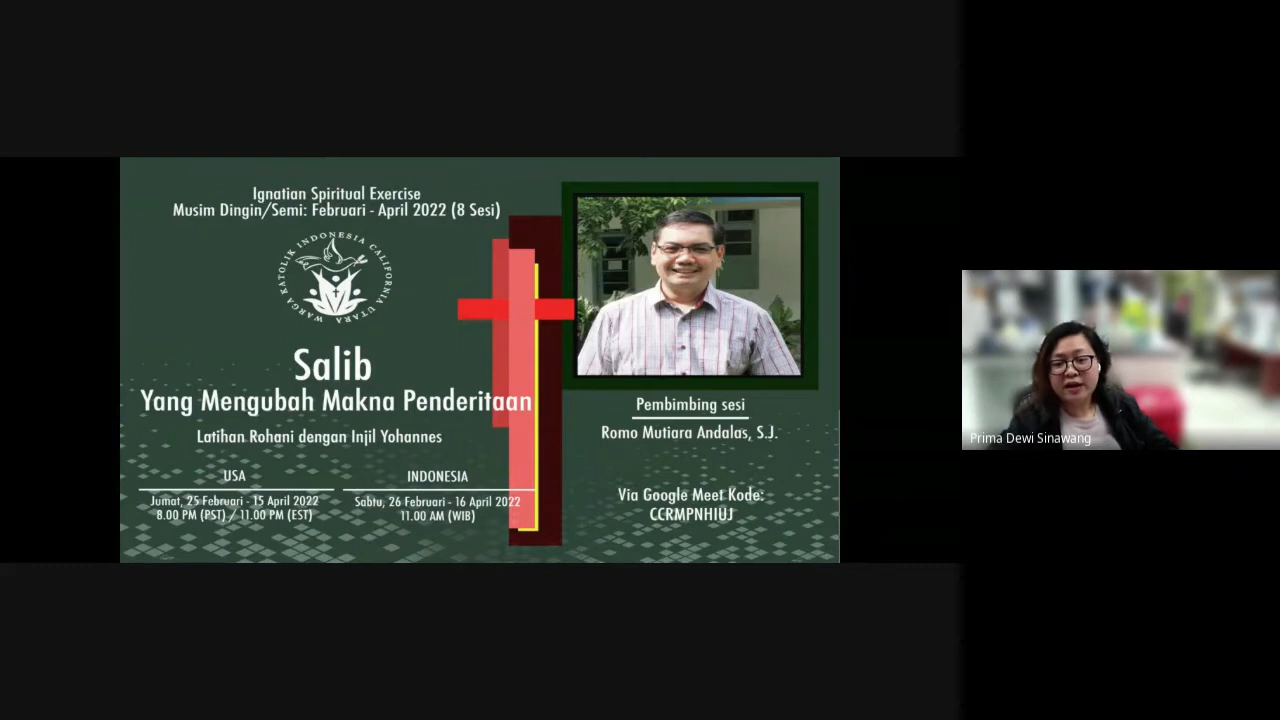 Ignatian Spiritual Exercise
Musim Dingin/Semi: Februari - April 2022 (8 Sesi)
WARGA KATOLIK INDONESIA CALIFORNIA UTARA
Salib
Yang Mengubah Makna Penderitaan
Latihan Rohani dengan Injil Yohannes
USA
Jumat, 25 Februari - 15 April 2022
8.00 PM (PST) / 11.00 PM (EST)
INDONESIA
Sabtu, 26 Februari - 16 April 2022
11.00 AM (WIB)
Pembimbing sesi
Romo Mutiara Andalas, S.J.
Via Google Meet Kode:
CCRMPNHIUJ
Prima Dewi Sinawang